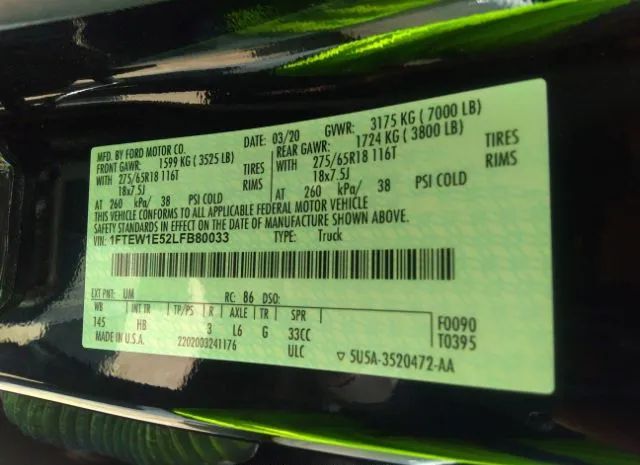 MFD. BY FORD MOTOR CO.
DATE: 03/20 GVWR: 3175 KG ( 7000 LB)
FRONT GAWR: 1599 KG ( 3525 LB) REAR GAWR: 1724 KG ( 3800 LB)
WITH 275/65R18 116T TIRES WITH 275/65R18 116T TIRES
18x7.5J RIMS 18x7.5J RIMS
AT 260 kPa/ 38 PSI COLD AT 260 kPa/ 38 PSI COLD
THIS VEHICLE CONFORMS TO ALL APPLICABLE FEDERAL MOTOR VEHICLE
SAFETY STANDARDS IN EFFECT ON THE DATE OF MANUFACTURE SHOWN ABOVE.
VIN: 1FTEW1E52LFB80033 TYPE: Truck
EXT PNT: UM RC: 86 DSO:
WB INT TR TP/PS R AXLE TR SPR
145 HB 3 L6 G 33CC F0090
T0395
MADE IN U.S.A. 2202003241176 ULC 5U5A-3520472-AA